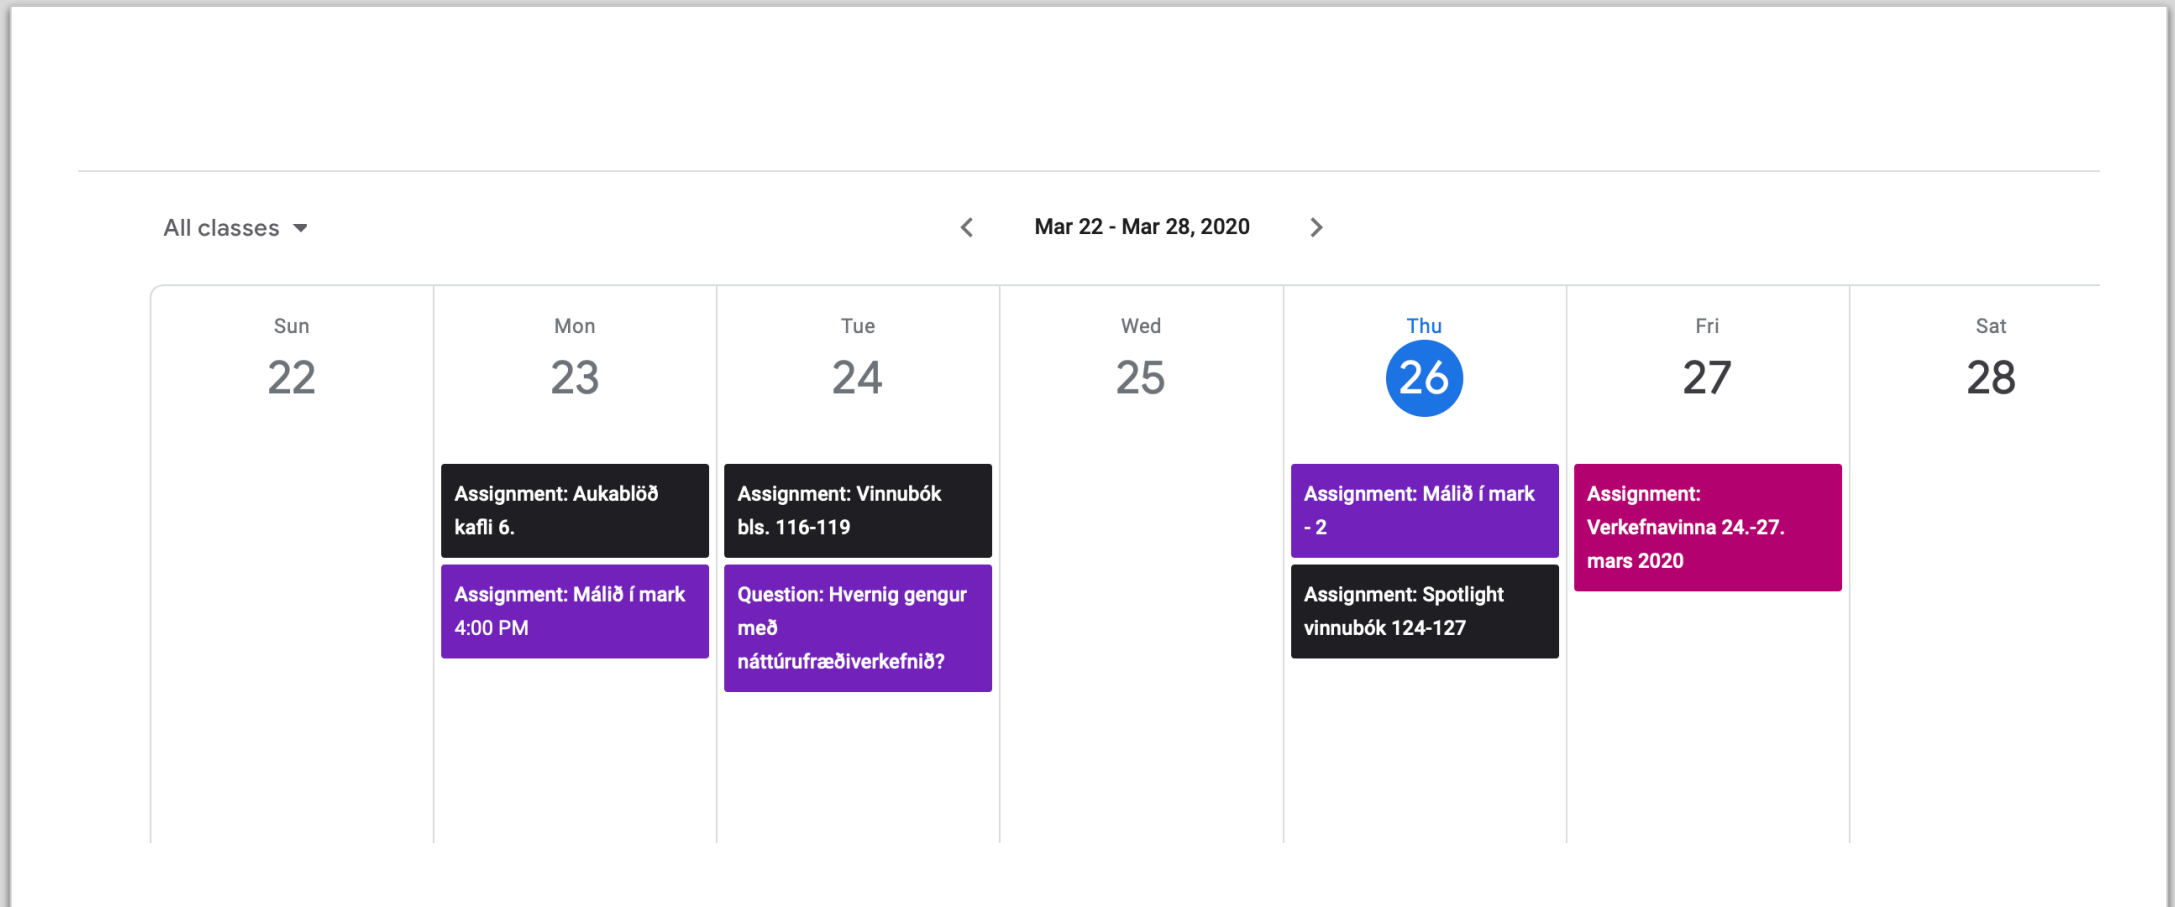 All classes
Mar 22 - Mar 28, 2020
Sun
22
Mon
23
Tue
24
Wed
25
Thu
26
Fri
27
Sat
28
Assignment: Aukablöð
kafli 6.
Assignment: Málið í mark
4:00 PM
Assignment: Vinnubók
bls. 116-119
Question: Hvernig gengur
með
náttúrufræðiverkefnið?
Assignment: Málið í mark
- 2
Assignment: Spotlight
vinnubók 124-127
Assignment:
Verkefnavinna 24.-27.
mars 2020